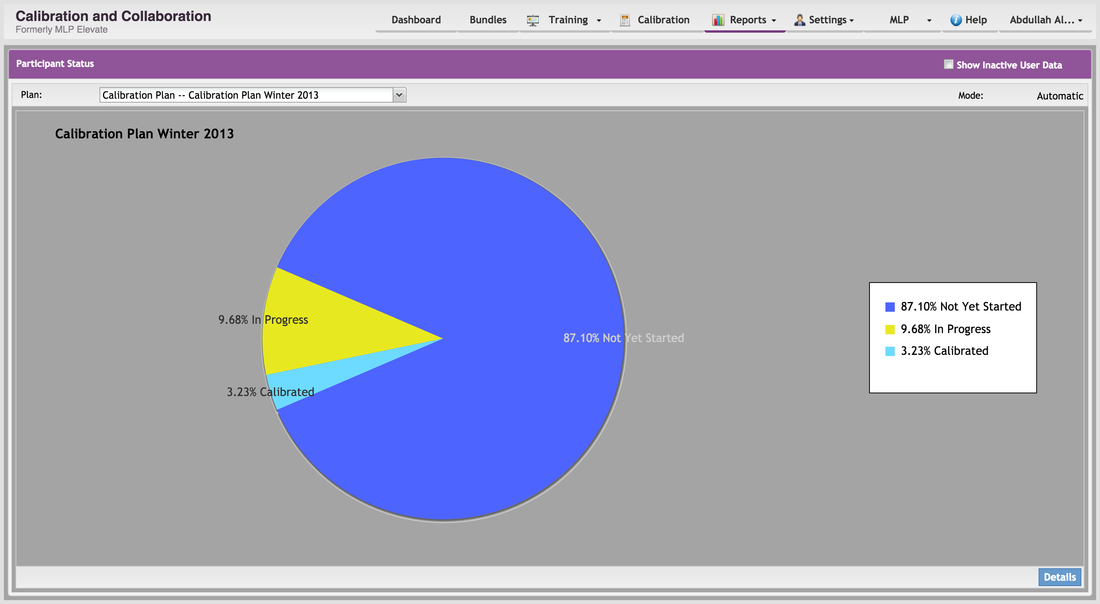 Calibration and Collaboration
Formerly MLP Elevate
Dashboard Bundles Training Calibration Reports Settings MLP Help Abdullah Al...
Participant Status
Show Inactive User Data
Plan: Calibration Plan -- Calibration Plan Winter 2013
Mode: Automatic
Calibration Plan Winter 2013
9.68% In Progress
87.10% Not Yet Started
3.23% Calibrated
87.10% Not Yet Started
9.68% In Progress
3.23% Calibrated
Details